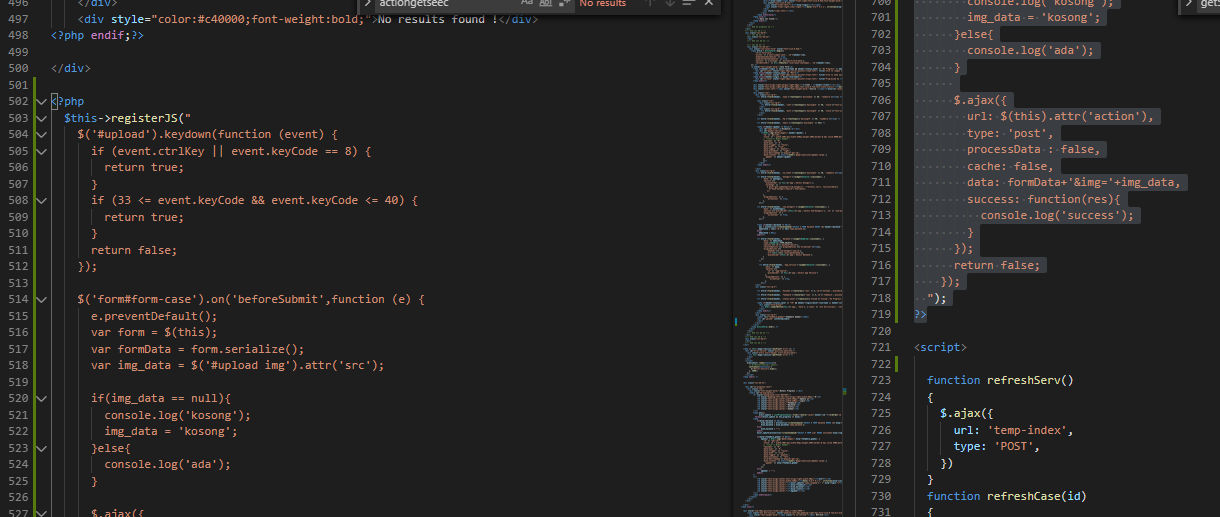 actiongetseec
No results
496 </div>
497 <div style="color:#c40000;font-weight:bold;">No results found !</div>
498 <?php endif;?>
499
500 </div>
501
502 <?php
503 $this->registerJS("
504 $('#upload').keydown(function (event) {
505 if (event.ctrlKey || event.keyCode == 8) {
506 return true;
507 }
508 if (33 <= event.keyCode && event.keyCode <= 40) {
509 return true;
510 }
511 return false;
512 });
513
514 $('form#form-case').on('beforeSubmit',function (e) {
515 e.preventDefault();
516 var form = $(this);
517 var formData = form.serialize();
518 var img_data = $('#upload img').attr('src');
519
520 if(img_data == null){
521 console.log('kosong');
522 img_data = 'kosong';
523 }else{
524 console.log('ada');
525 }
526
527 $.ajax({
get
700 console.log('kosong');
701 img_data = 'kosong';
702 }else{
703 console.log('ada');
704 }
705
706 $.ajax({
707 url: $(this).attr('action'),
708 type: 'post',
709 processData : false,
710 cache: false,
711 data: formData+'&img='+img_data,
712 success: function(res){
713 console.log('success');
714 }
715 });
716 return false;
717 });
718 ");
719 ?>
720
721 <script>
722
723 function refreshServ()
724 {
725 $.ajax({
726 url: 'temp-index',
727 type: 'POST',
728 })
729 }
730 function refreshCase(id)
731 {